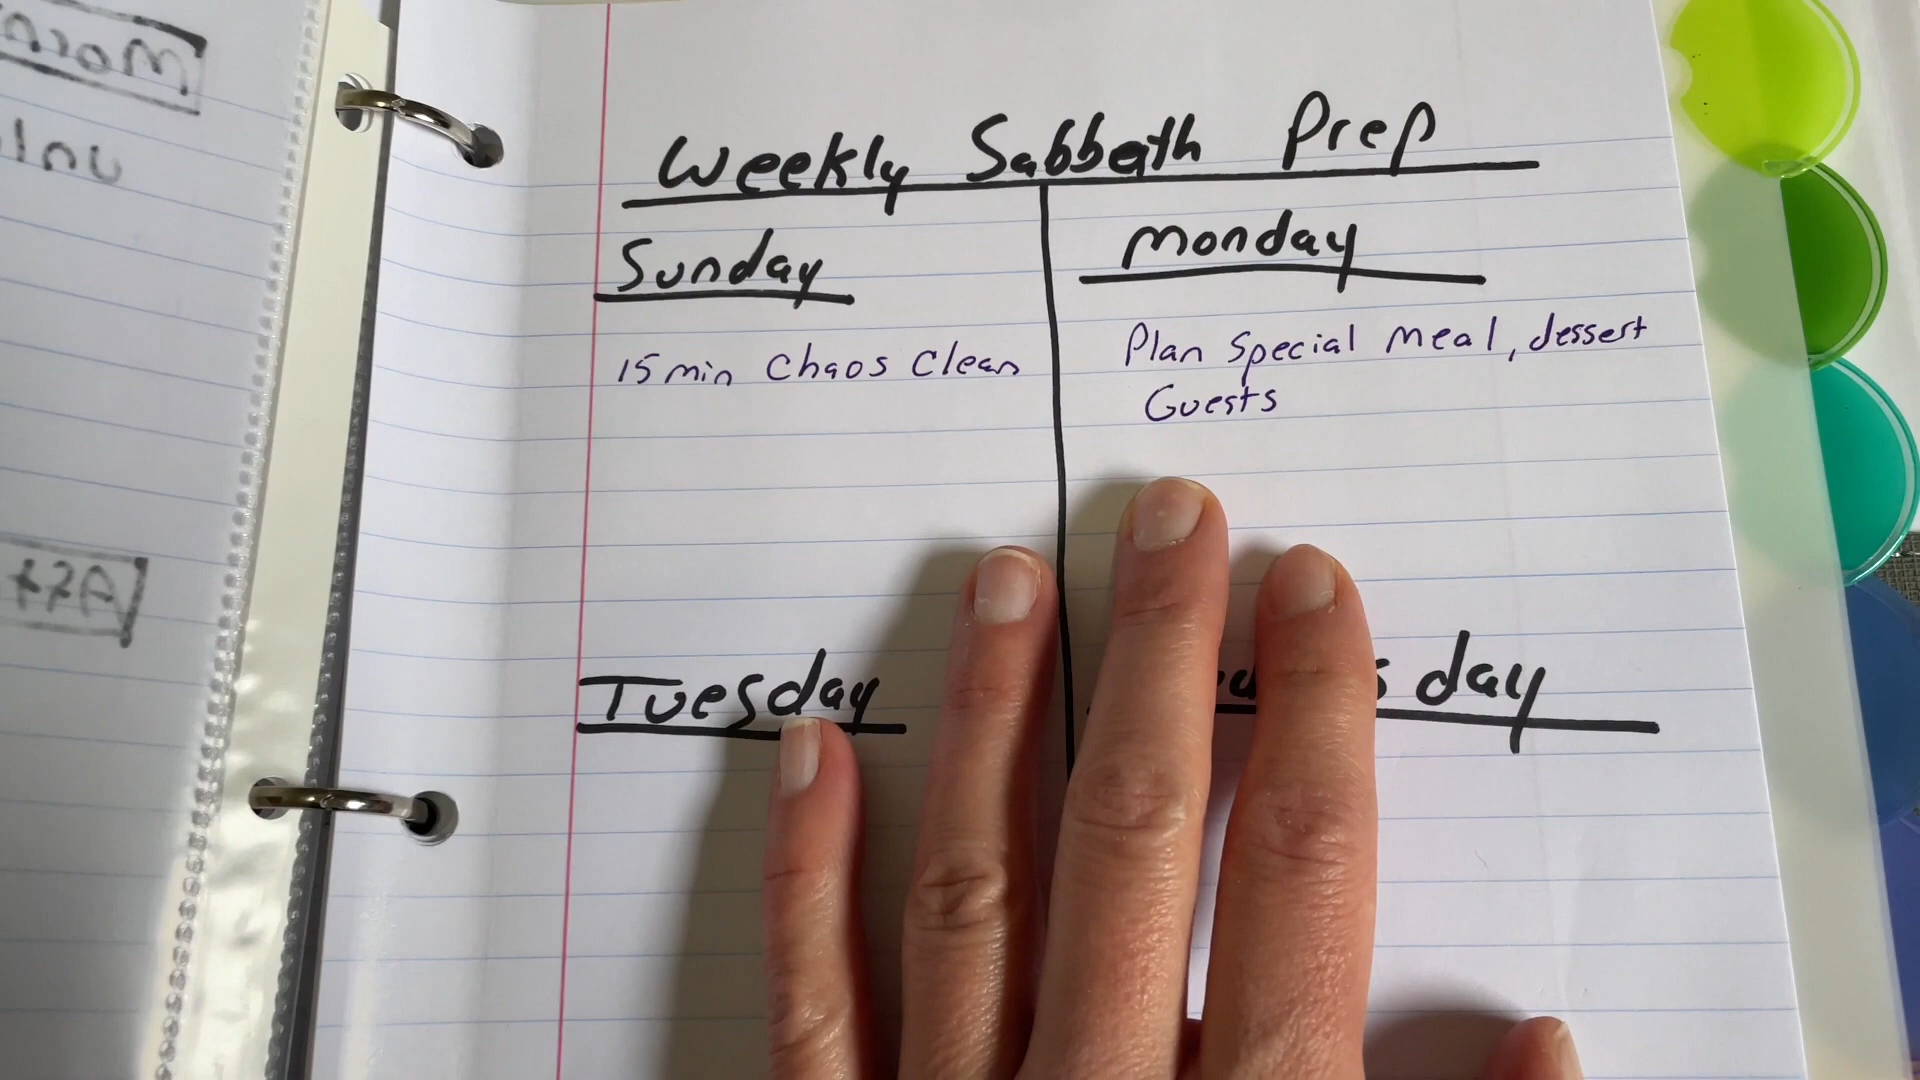 Weekly Sabbath Prep
Sunday
15 min Chaos Clean
Monday
Plan Special Meal, dessert
Guests
Tuesday